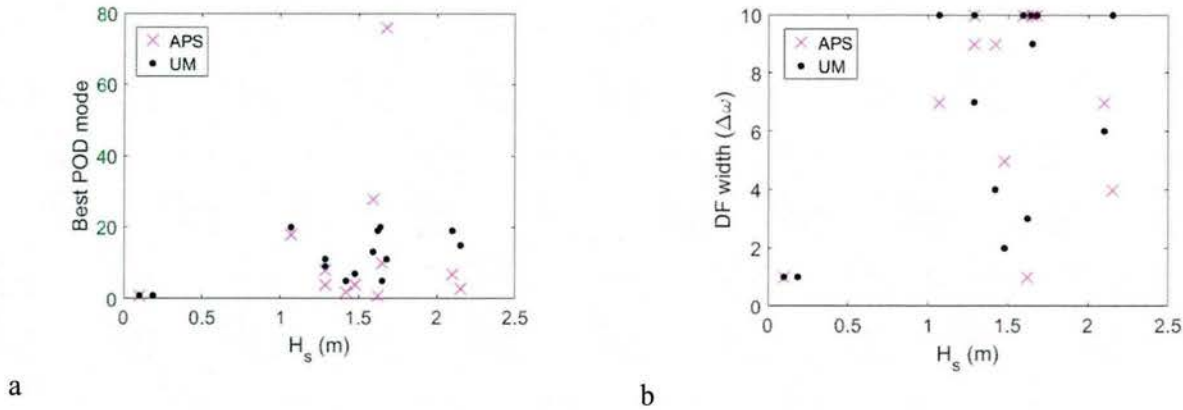 80
60
40
20
0
Best POD mode
APS
UM
0 0.5 1 1.5 2 2.5
H_s (m)
a
10
8
6
4
2
0
DF width (Δω)
APS
UM
0 0.5 1 1.5 2 2.5
H_s (m)
b